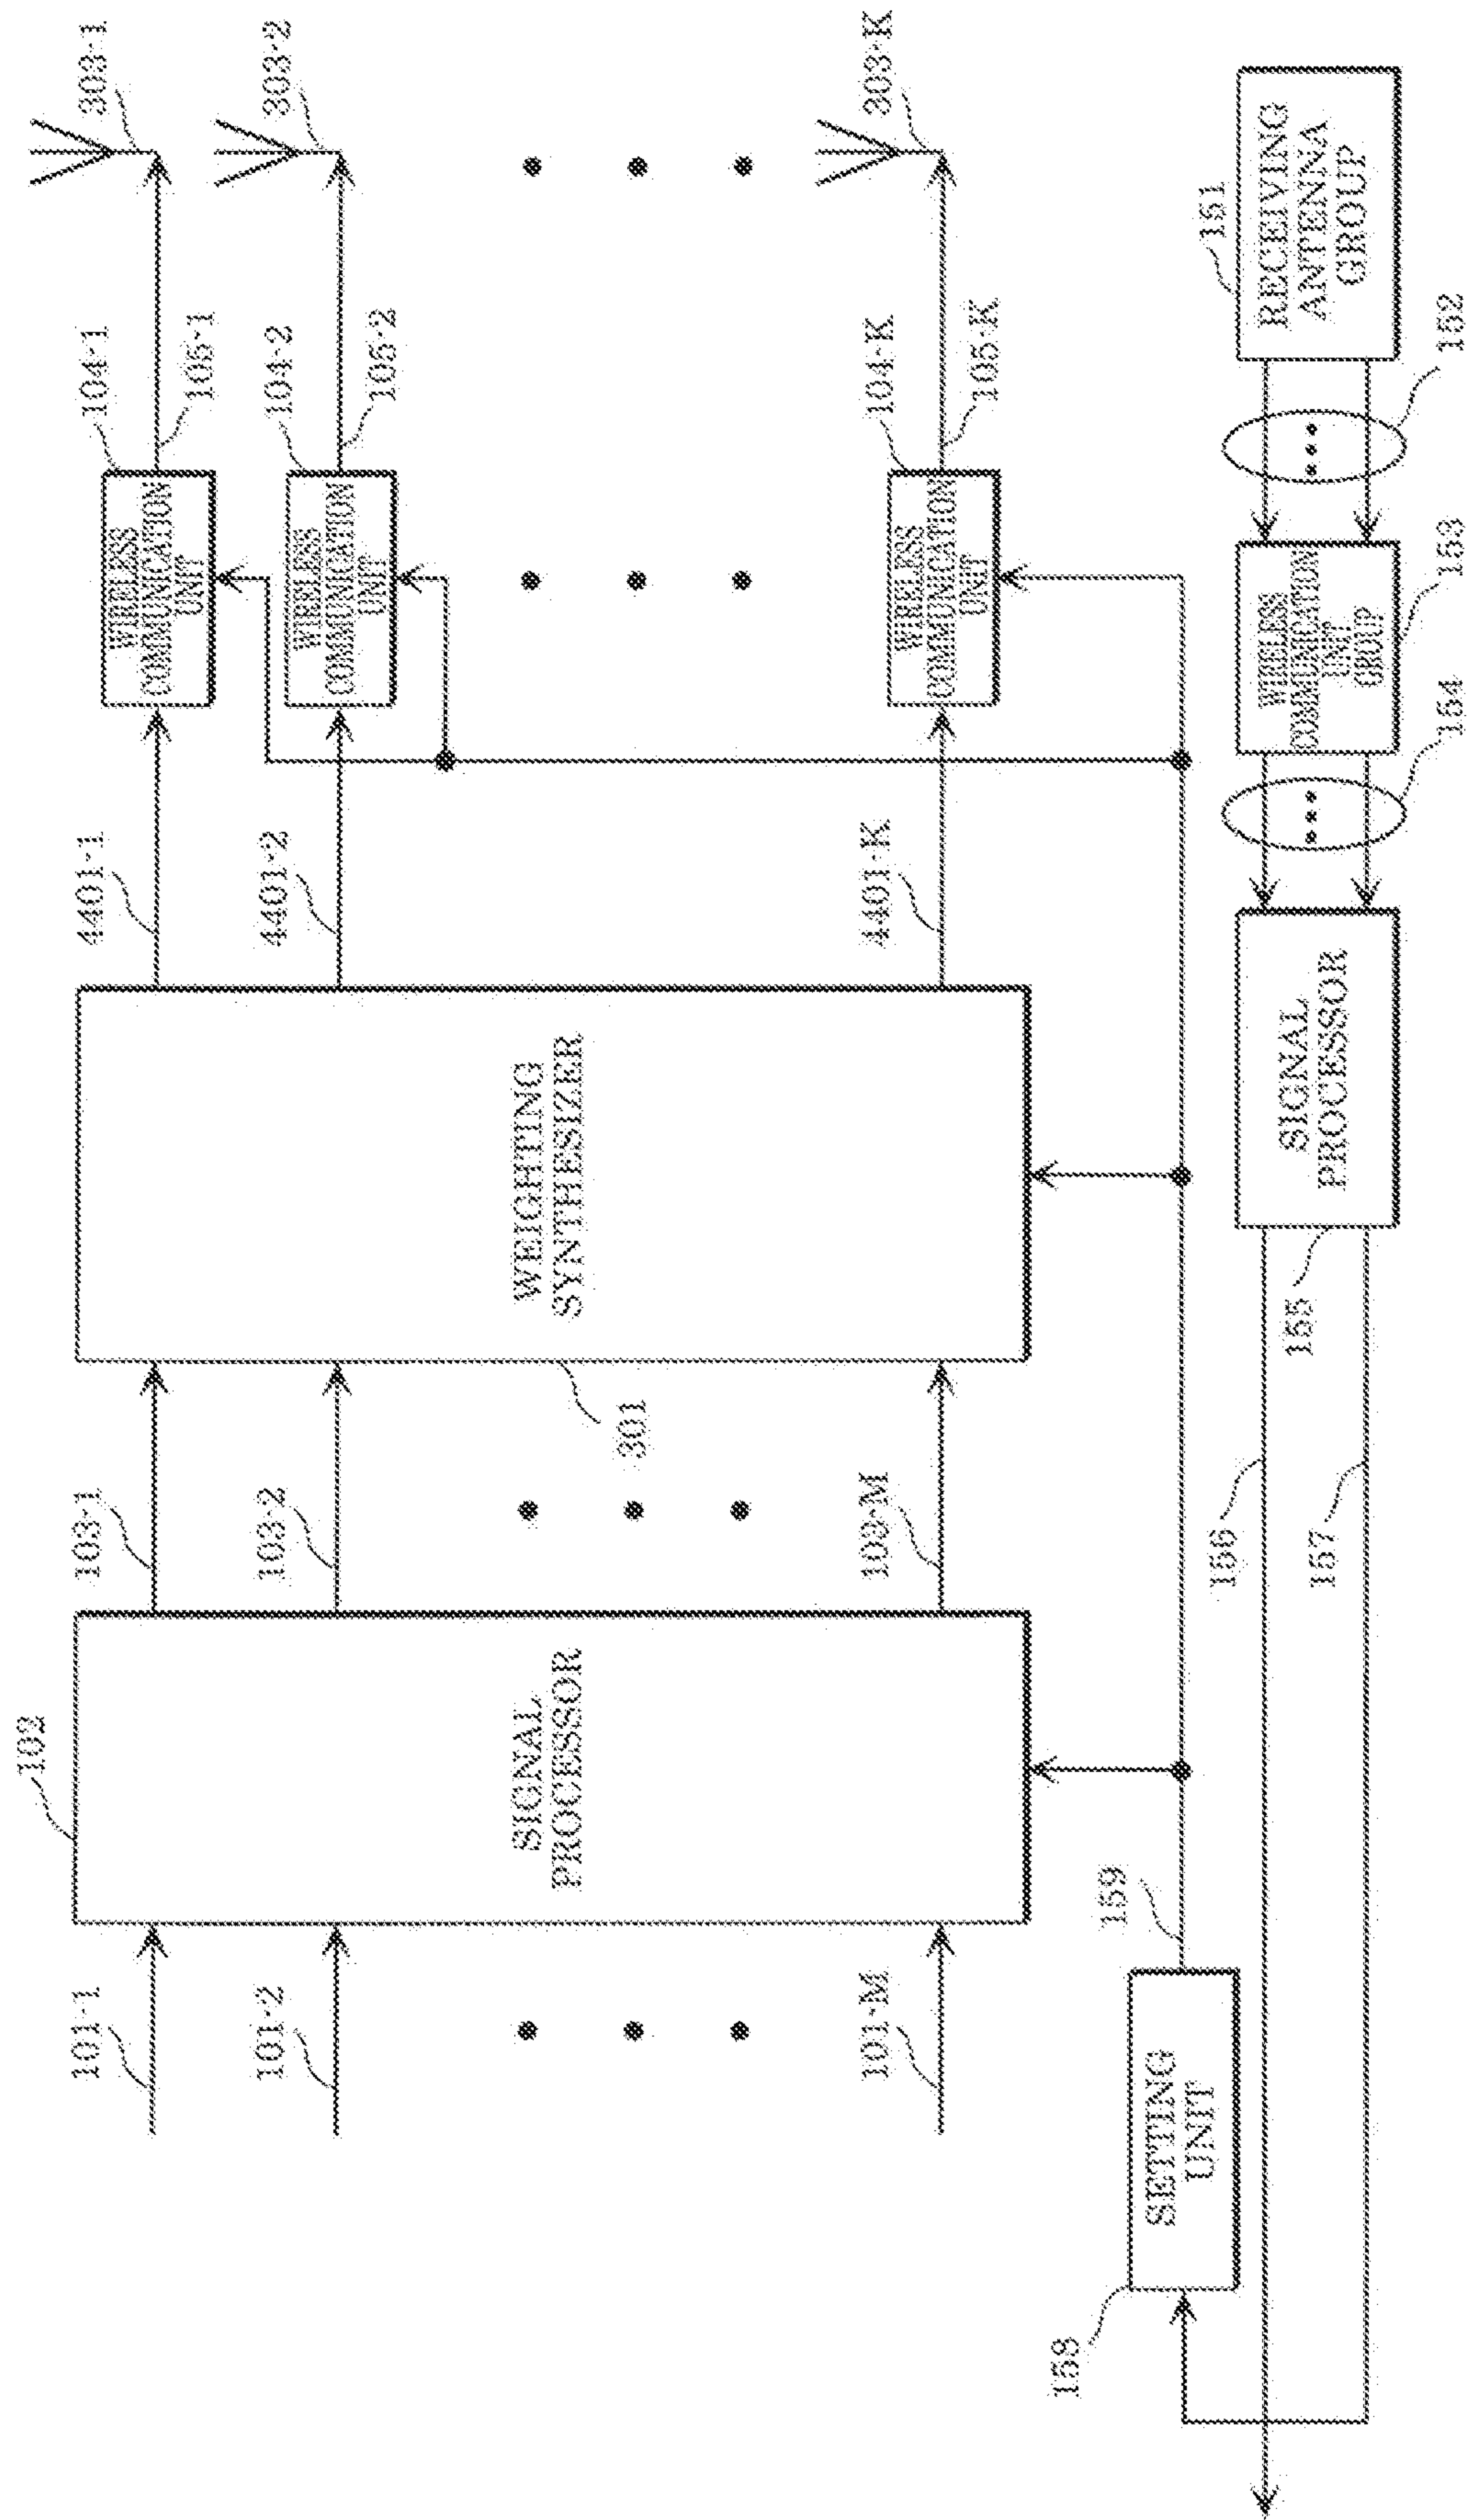 101-1
101-2
101-M
102
SIGNAL
PROCESSOR
103-1
103-2
103-M
301
WEIGHTING
SYNTHESIZER
4401-1
4401-2
4401-K
104-1
WIRELESS
COMMUNICATION
UNIT
105-1
303-1
104-2
WIRELESS
COMMUNICATION
UNIT
105-2
303-2
104-K
WIRELESS
COMMUNICATION
UNIT
105-K
303-K
158
SETTING
UNIT
159
156
157
155
SIGNAL
PROCESSOR
154
WIRELESS
COMMUNICATION
UNIT
GROUP
153
152
151
RECEIVING
ANTENNA
GROUP